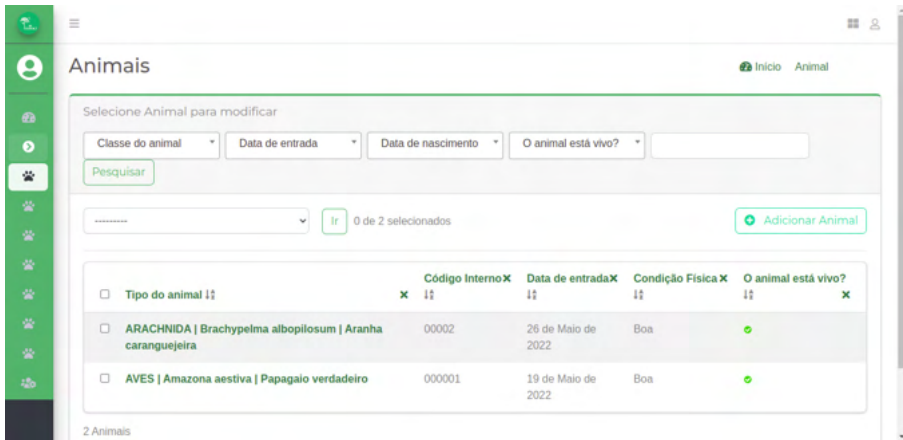 Animais
Inicio Animal
Selecione Animal para modificar
Classe do animal Data de entrada Data de nascimento O animal está vivo?
Pesquisar
--------- Ir 0 de 2 selecionados Adicionar Animal
Tipo do animal Código Interno Data de entrada Condição Física O animal está vivo?
ARACHNIDA | Brachypelma albopilosum | Aranha 00002 26 de Maio de Boa
caranguejeira 2022
AVES | Amazona aestiva | Papagaio verdadeiro 000001 19 de Maio de Boa
2022
2 Animais